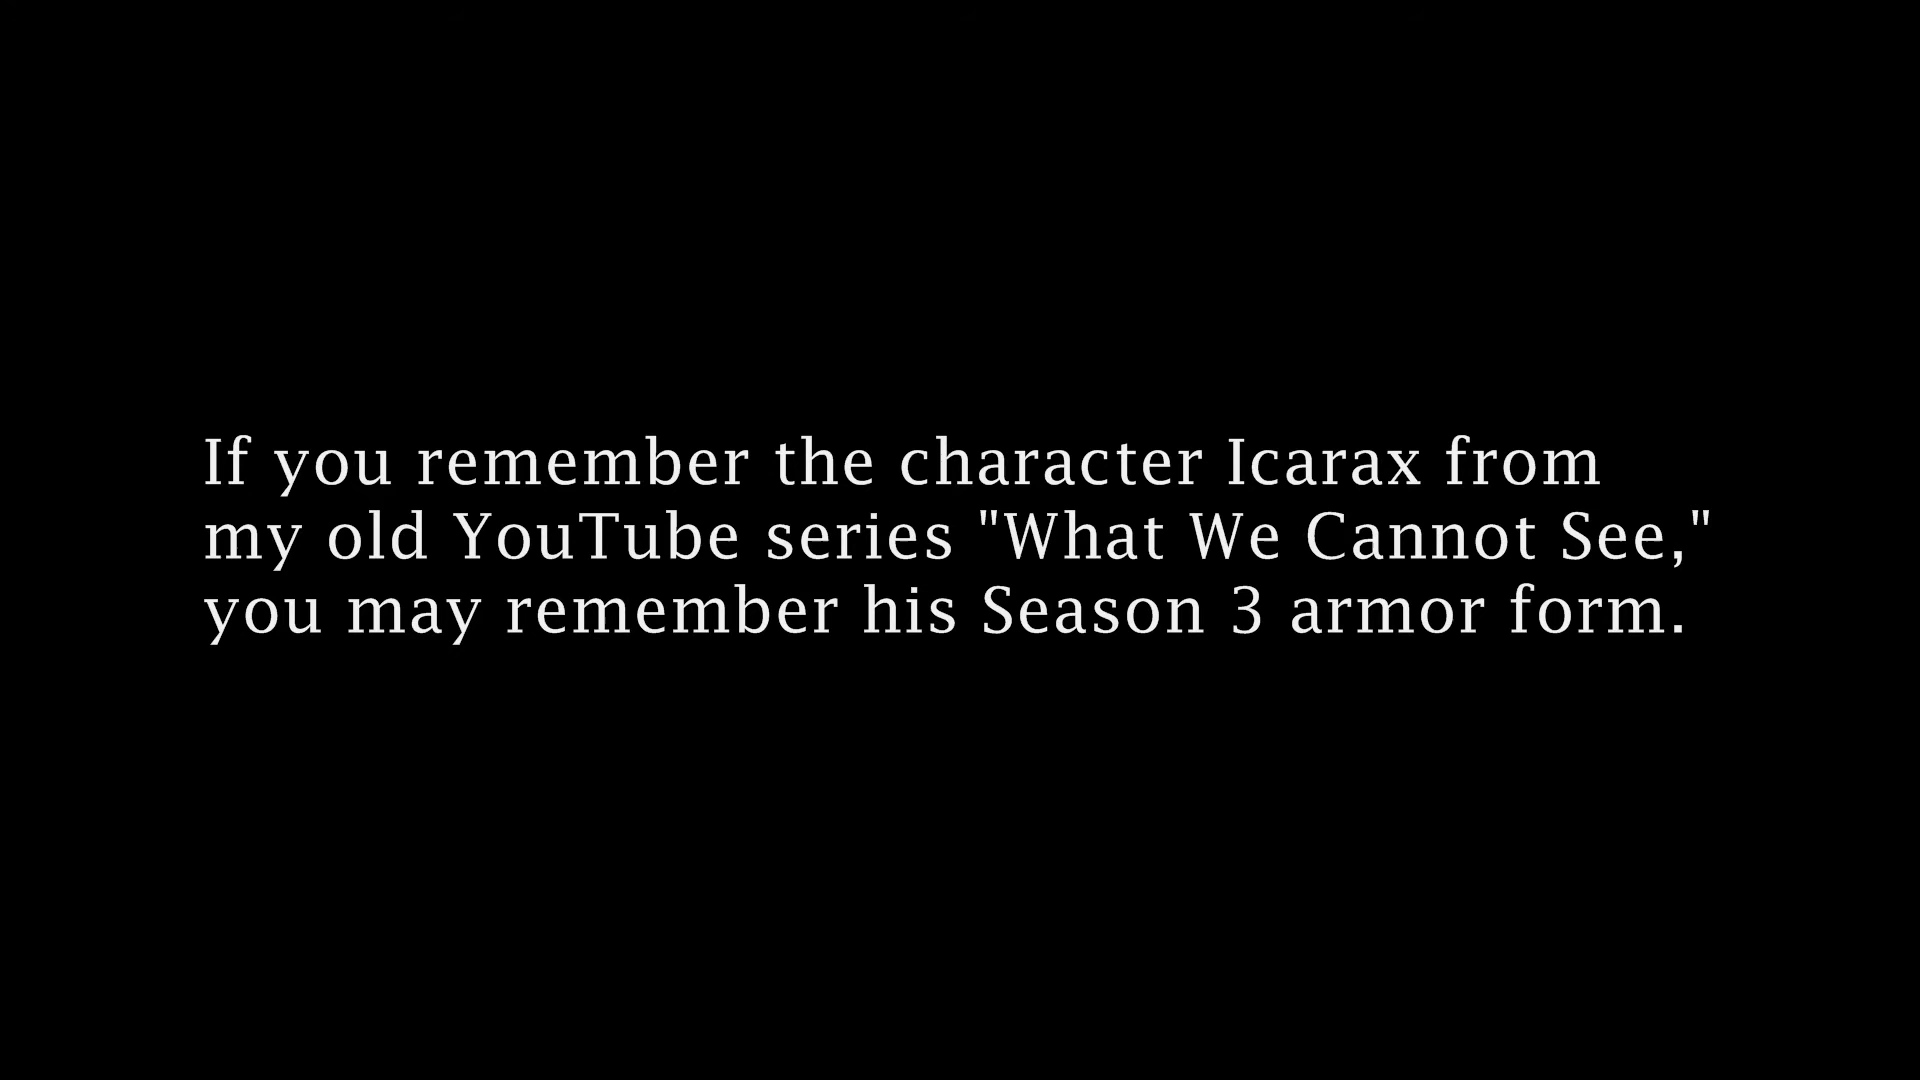 If you remember the character Icarax from
my old YouTube series "What We Cannot See,"
you may remember his Season 3 armor form.